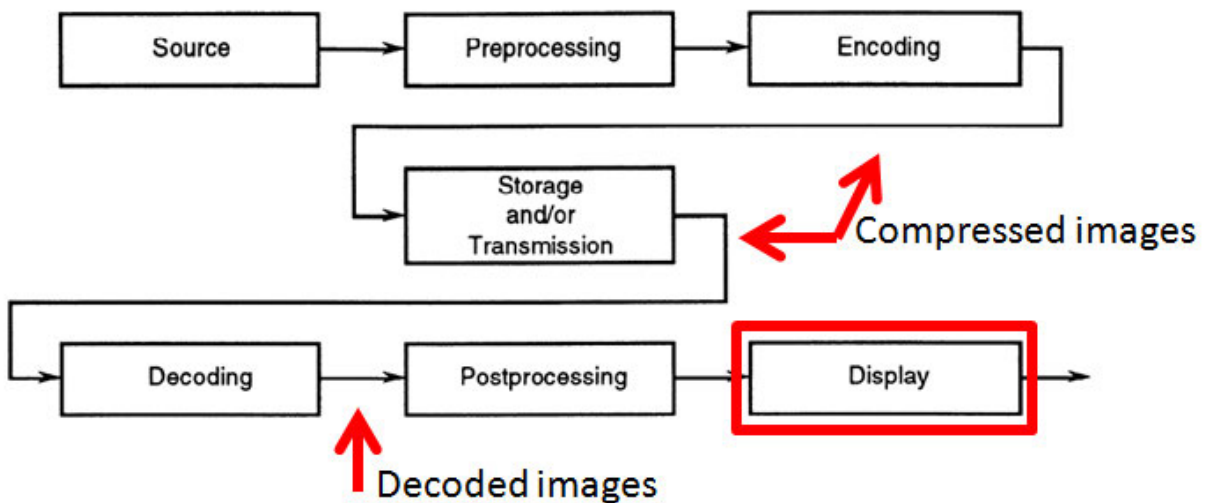 Source
Preprocessing
Encoding
Storage
and/or
Transmission
Compressed images
Decoding
Postprocessing
Display
Decoded images